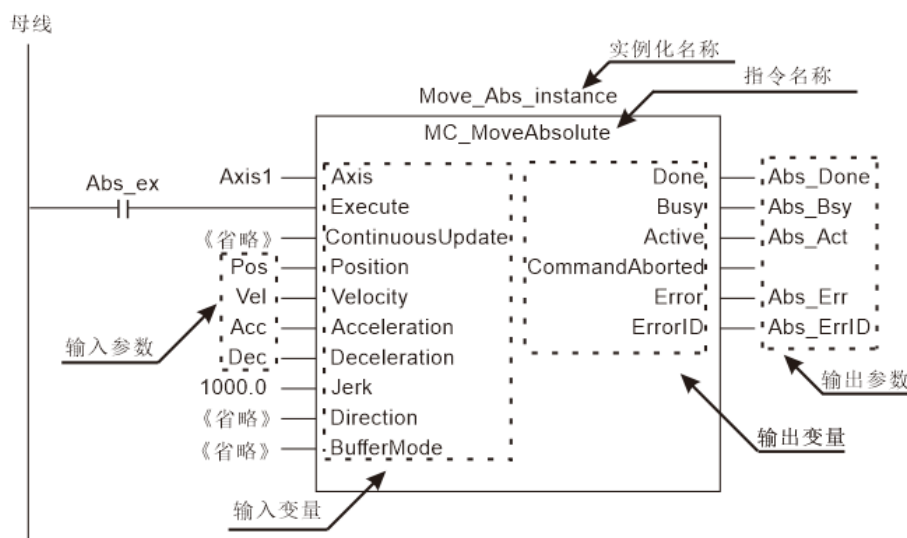 母线
实例化名称
指令名称
Move_Abs_instance
MC_MoveAbsolute
Abs_ex
Axis1 Axis Done Abs_Done
Execute Busy Abs_Bsy
《省略》 ContinuousUpdate Active Abs_Act
Pos Position CommandAborted
Vel Velocity Error Abs_Err
Acc Acceleration ErrorID Abs_ErrID
输入参数
Dec Deceleration
输出参数
1000.0 Jerk
《省略》 Direction
输出变量
《省略》 BufferMode
输入变量